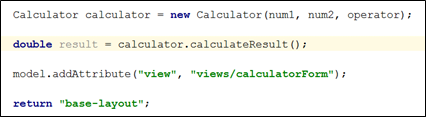 Calculator calculator = new Calculator(num1, num2, operator);
double result = calculator.calculateResult();
model.addAttribute("view", "views/calculatorForm");
return "base-layout";